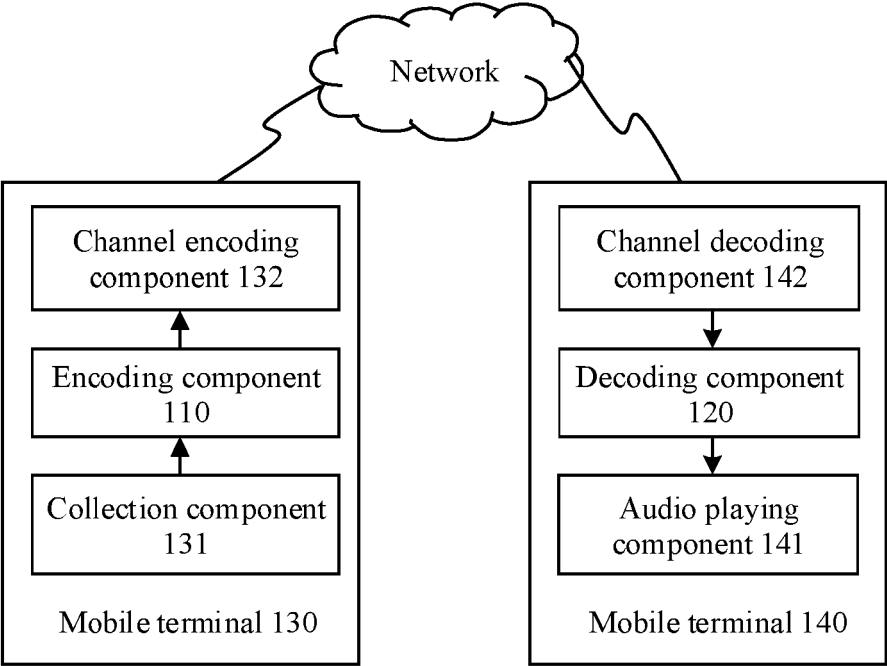 Network
Channel encoding
component 132
Encoding component
110
Collection component
131
Mobile terminal 130
Channel decoding
component 142
Decoding component
120
Audio playing
component 141
Mobile terminal 140